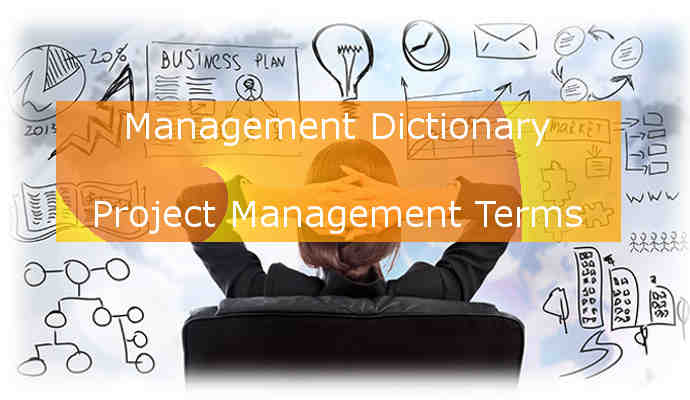 20%
BUSINESS PLAN
2013
Management Dictionary
MARKET
Project Management Terms
WWW